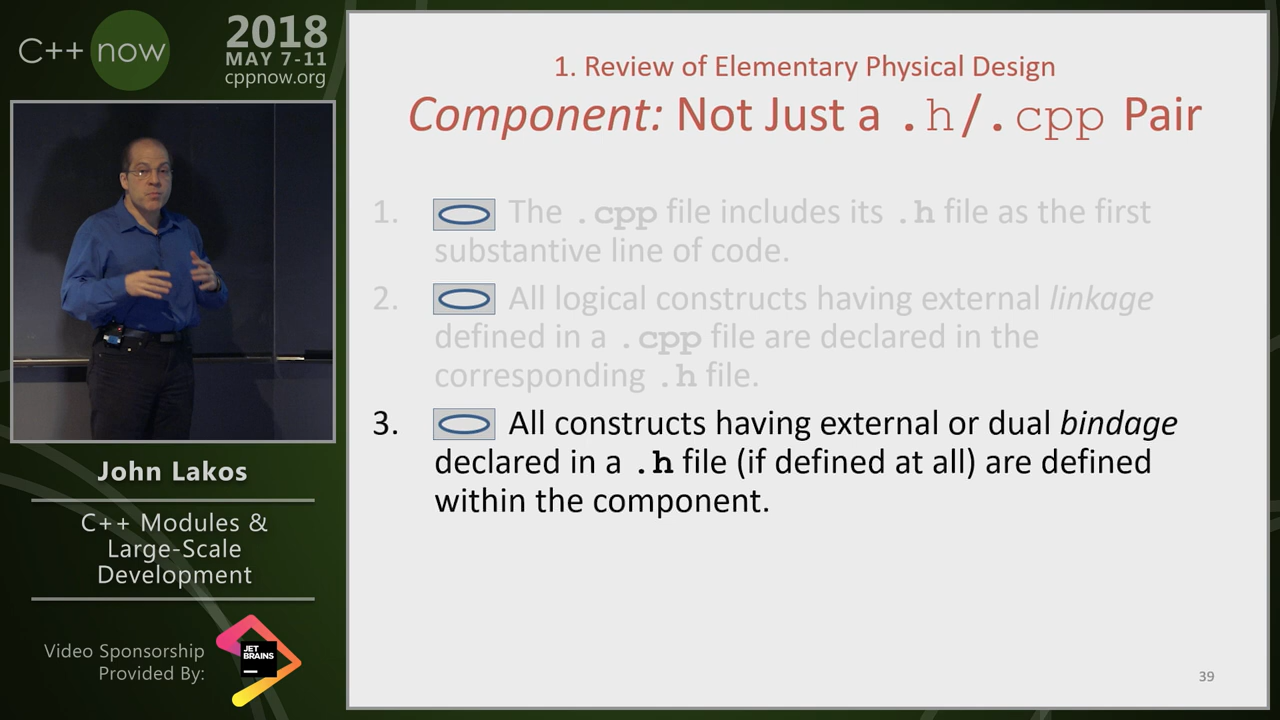 C++ now
2018
MAY 7-11
cppnow.org
John Lakos
C++ Modules &
Large-Scale
Development
Video Sponsorship
Provided By:
JET
BRAINS
1. Review of Elementary Physical Design
Component: Not Just a .h/.cpp Pair
1. The .cpp file includes its .h file as the first
substantive line of code.
2. All logical constructs having external linkage
defined in a .cpp file are declared in the
corresponding .h file.
3. All constructs having external or dual bindage
declared in a .h file (if defined at all) are defined
within the component.
39